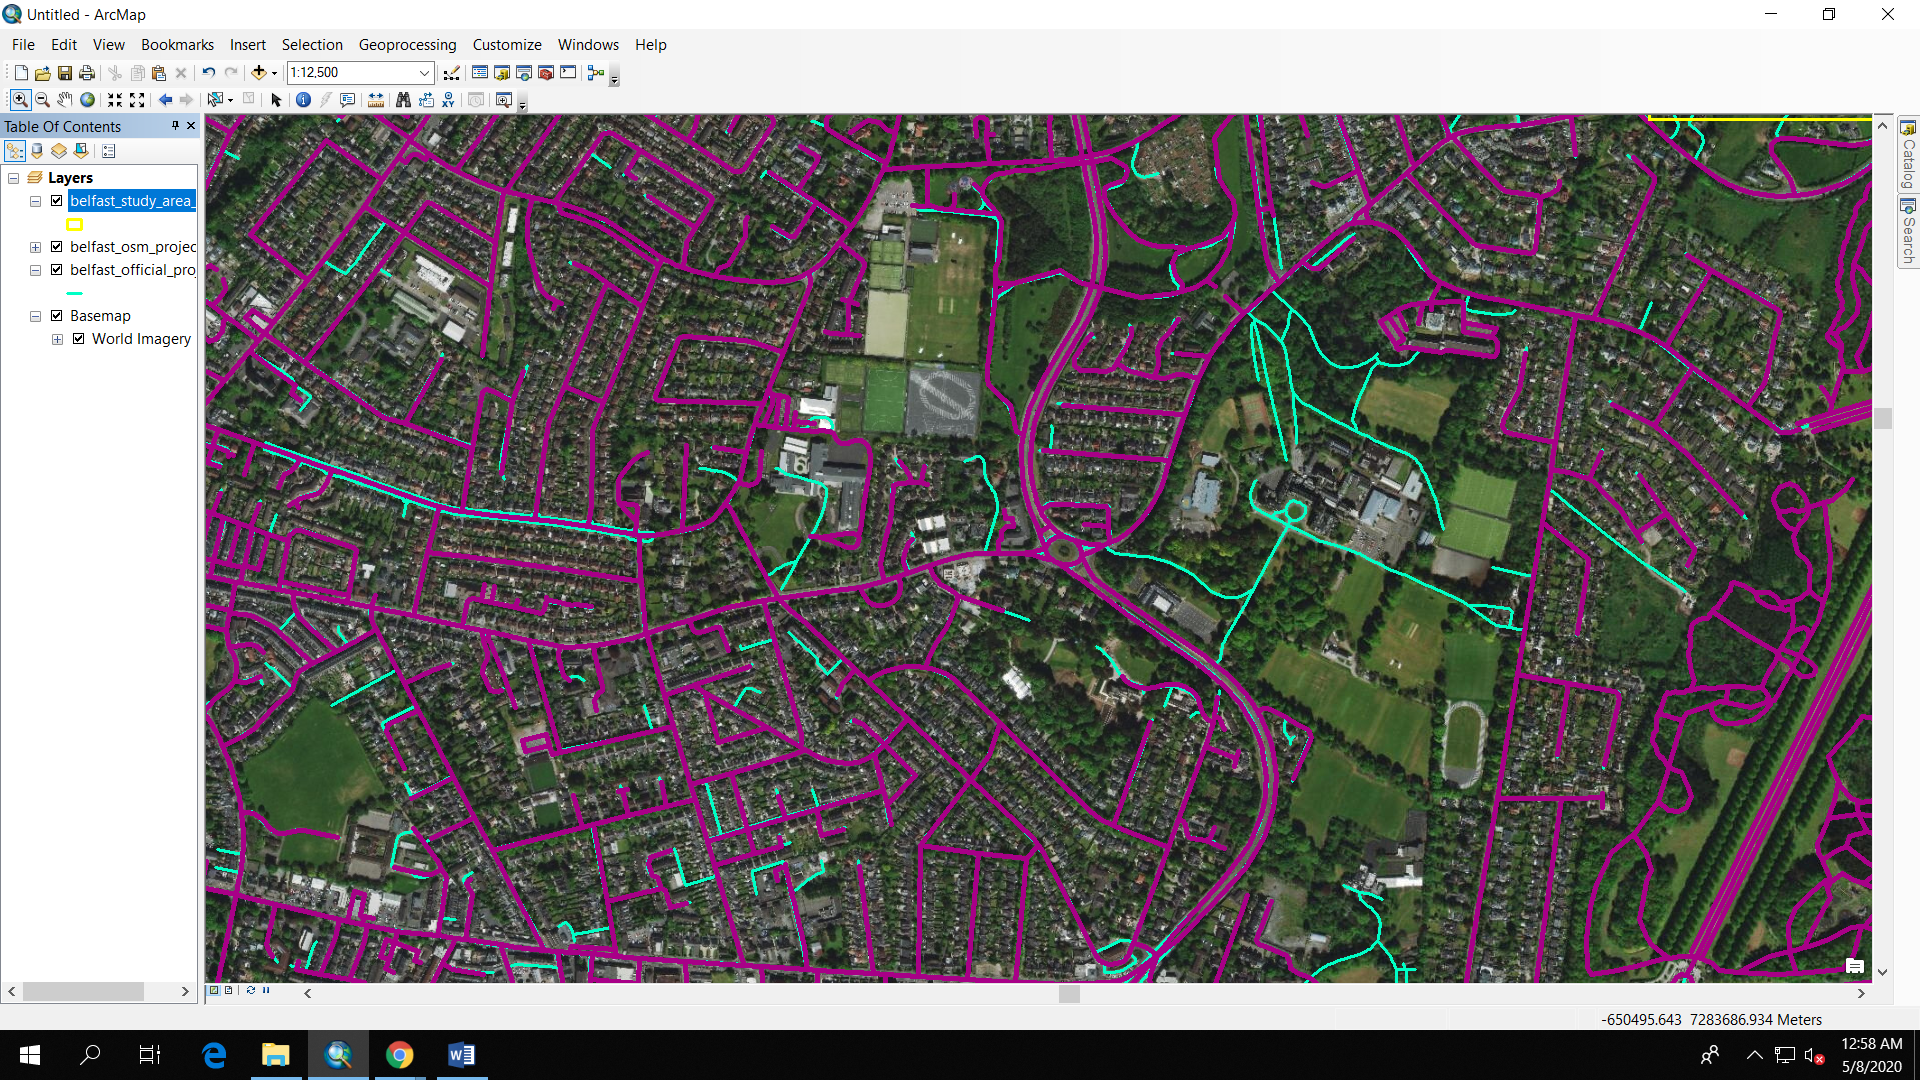 Untitled - ArcMap
File Edit View Bookmarks Insert Selection Geoprocessing Customize Windows Help
1:12,500
Table Of Contents
Layers
belfast_study_area_
belfast_osm_projec
belfast_official_pro
Basemap
World Imagery
Catalog
Search
-650495.643 7283686.934 Meters
12:58 AM
5/8/2020